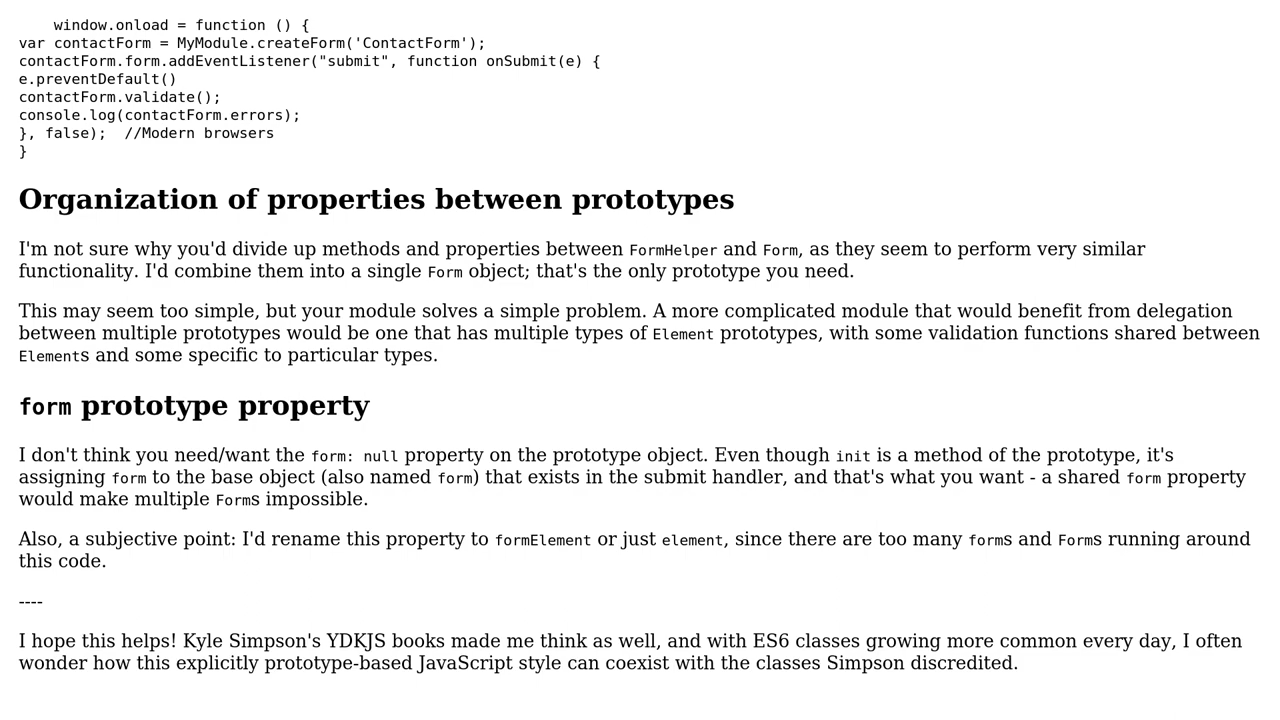 window.onload = function () {
var contactForm = MyModule.createForm('ContactForm');
contactForm.form.addEventListener("submit", function onSubmit(e) {
e.preventDefault()
contactForm.validate();
console.log(contactForm.errors);
}, false);  //Modern browsers
}
Organization of properties between prototypes
I'm not sure why you'd divide up methods and properties between FormHelper and Form, as they seem to perform very similar
functionality. I'd combine them into a single Form object; that's the only prototype you need.
This may seem too simple, but your module solves a simple problem. A more complicated module that would benefit from delegation
between multiple prototypes would be one that has multiple types of Element prototypes, with some validation functions shared between
Elements and some specific to particular types.
form prototype property
I don't think you need/want the form: null property on the prototype object. Even though init is a method of the prototype, it's
assigning form to the base object (also named form) that exists in the submit handler, and that's what you want - a shared form property
would make multiple Forms impossible.
Also, a subjective point: I'd rename this property to formElement or just element, since there are too many forms and Forms running around
this code.
----
I hope this helps! Kyle Simpson's YDKJS books made me think as well, and with ES6 classes growing more common every day, I often
wonder how this explicitly prototype-based JavaScript style can coexist with the classes Simpson discredited.